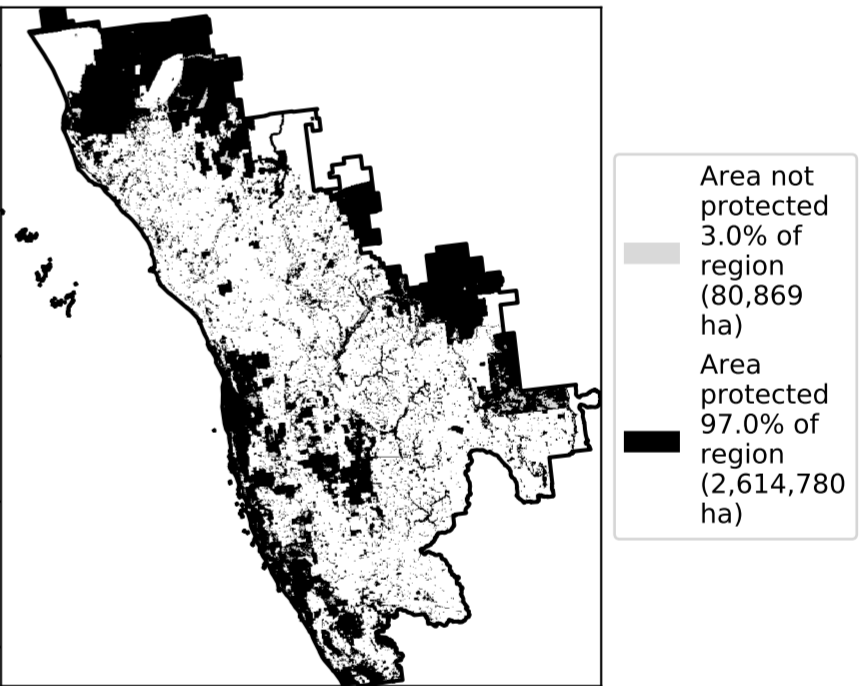 Area not
protected
3.0% of
region
(80,869
ha)
Area
protected
97.0% of
region
(2,614,780
ha)